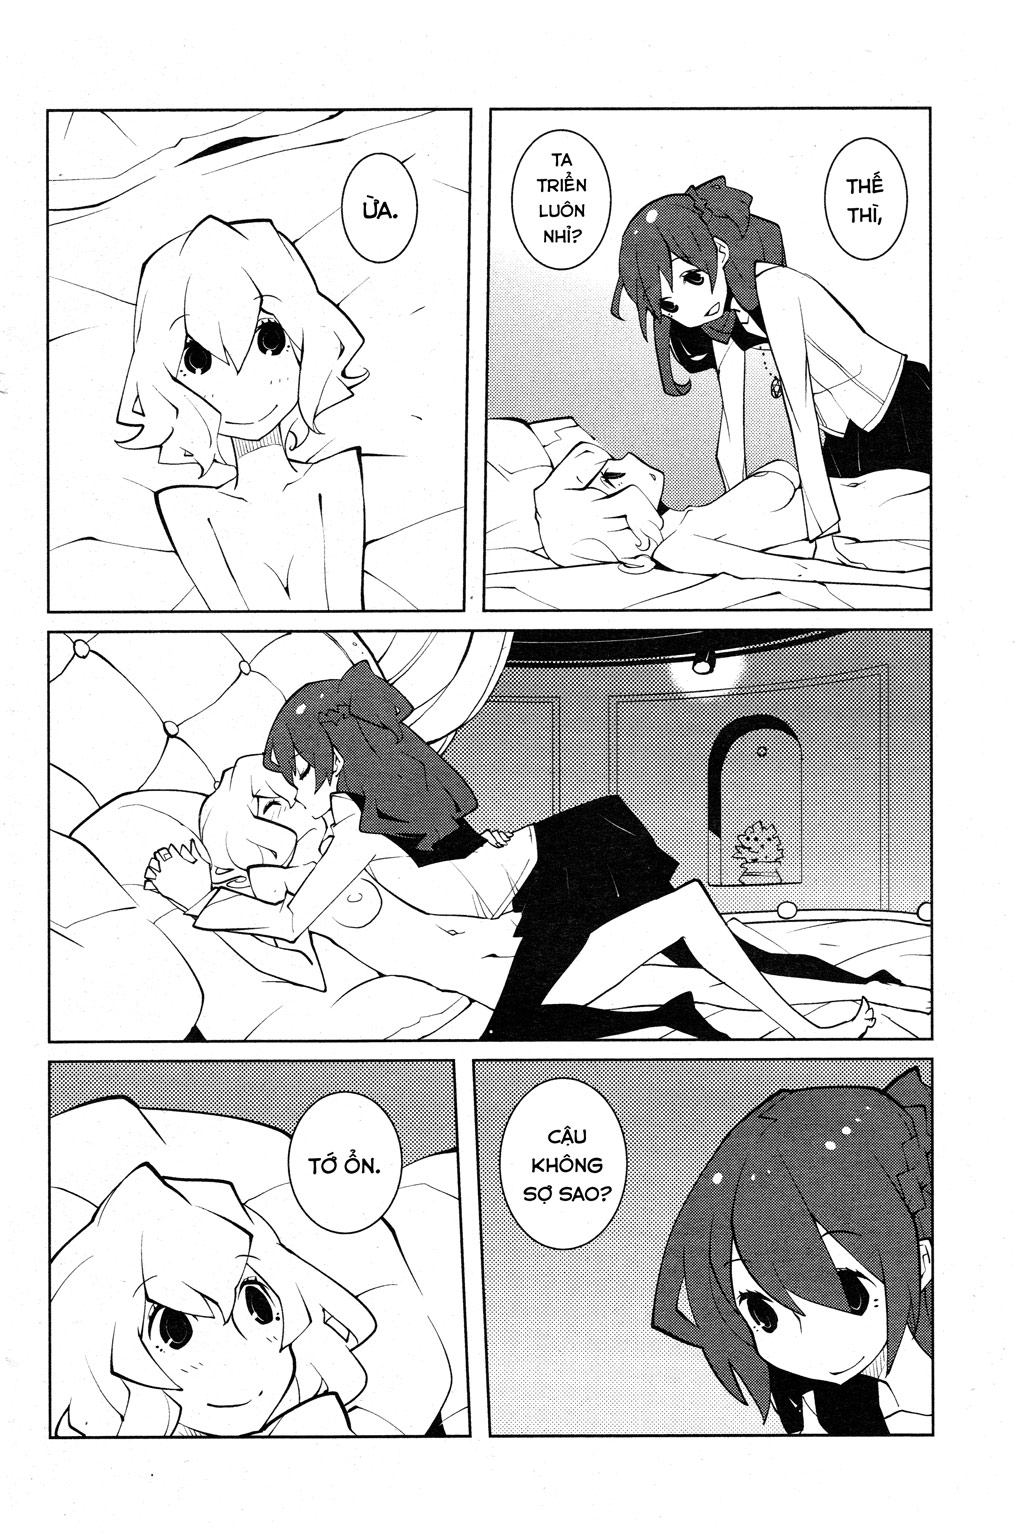 THẾ
THÌ,
TA
TRIỂN
LUÔN
NHỈ?
ỪA.
CẬU
KHÔNG
SỢ SAO?
TỚ ỔN.